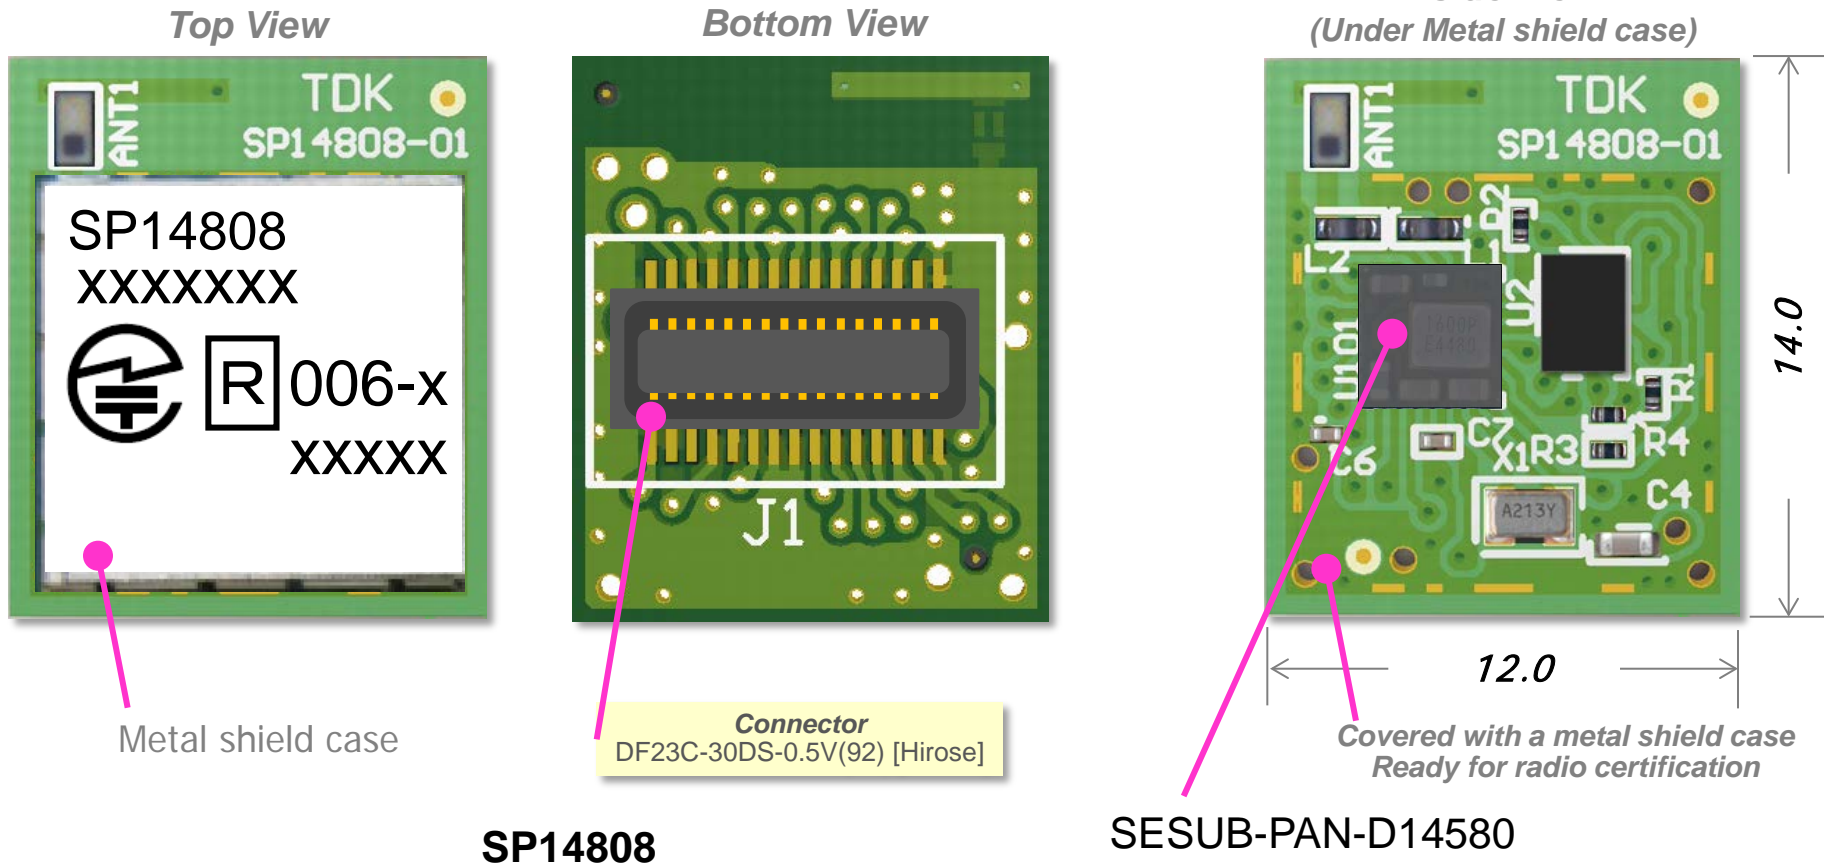 Top View
Bottom View
(Under Metal shield case)
ANT1
TDK
SP14808-01
SP14808
XXXXXXX
R 006-x
XXXXX
Metal shield case
J1
Connector
DF23C-30DS-0.5V(92) [Hirose]
ANT1
TDK
SP14808-01
R2
L2
L1
U2
U101
R1
C7
X1
R3
R4
C6
C4
A213Y
14.0
12.0
Covered with a metal shield case
Ready for radio certification
SESUB-PAN-D14580
SP14808